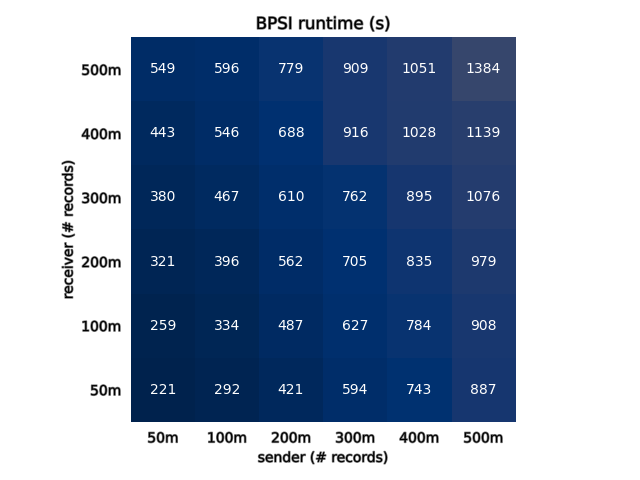 BPSI runtime (s)
500m 549 596 779 909 1051 1384
400m 443 546 688 916 1028 1139
300m 380 467 610 762 895 1076
200m 321 396 562 705 835 979
100m 259 334 487 627 784 908
50m 221 292 421 594 743 887
receiver (# records)
50m 100m 200m 300m 400m 500m
sender (# records)